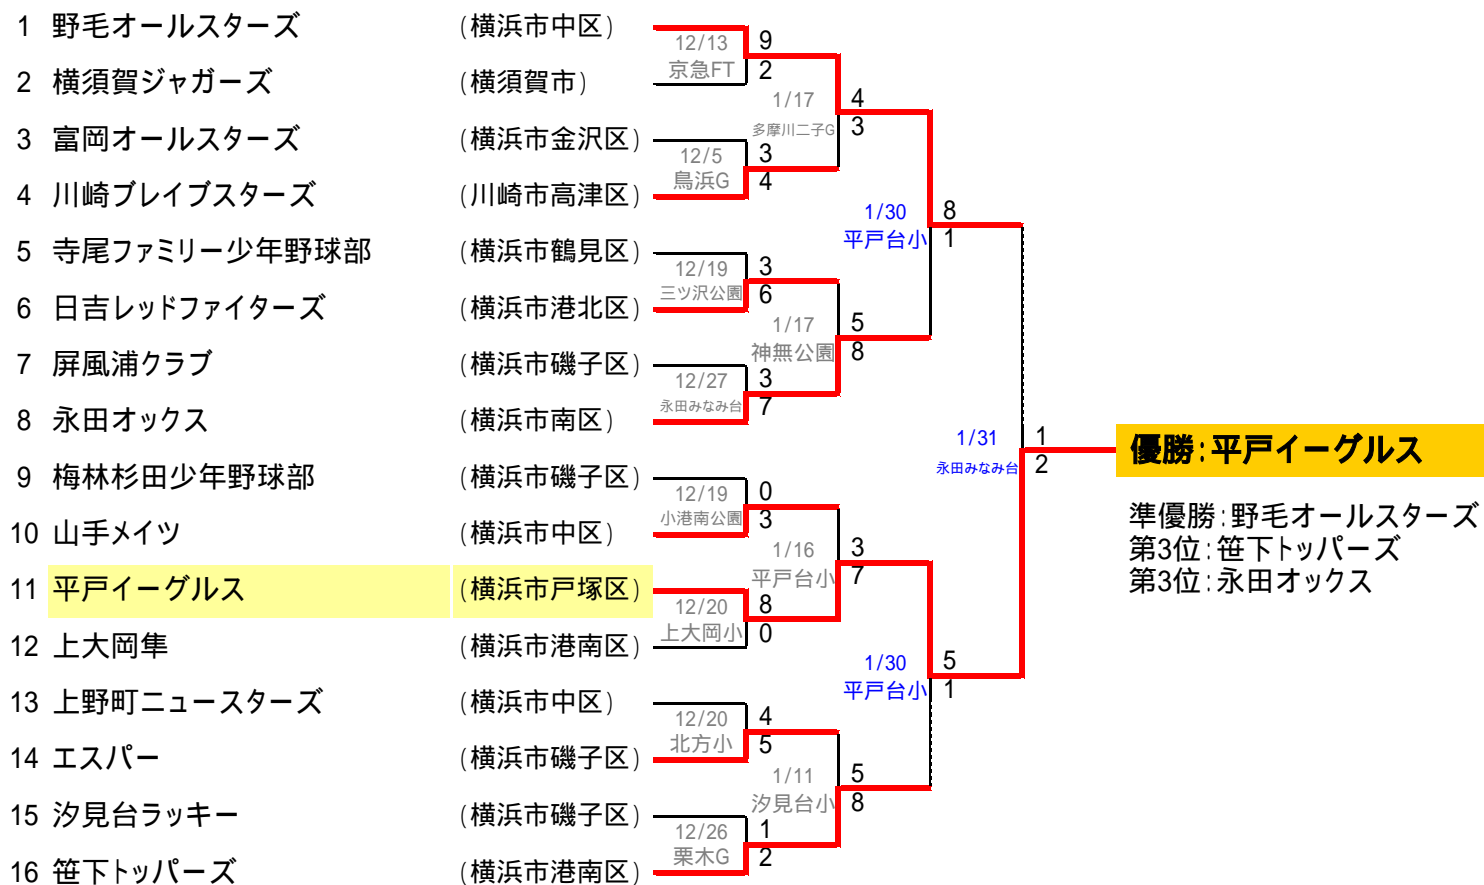 1 野毛オールスターズ (横浜市中区)
12/13 9
京急FT 2
2 横須賀ジャガーズ (横須賀市)
1/17 4
多摩川二子G 3
3 富岡オールスターズ (横浜市金沢区)
12/5 3
鳥浜G 4
4 川崎ブレイブスターズ (川崎市高津区)
1/30 8
平戸台小 1
5 寺尾ファミリー少年野球部 (横浜市鶴見区)
12/19 3
三ツ沢公園 6
6 日吉レッドファイターズ (横浜市港北区)
1/17 5
神無公園 8
7 屏風浦クラブ (横浜市磯子区)
12/27 3
永田みなみ台 7
8 永田オックス (横浜市南区)
1/31 1
永田みなみ台 2
優勝:平戸イーグルス
準優勝:野毛オールスターズ
第3位:笹下トッパーズ
第3位:永田オックス
9 梅林杉田少年野球部 (横浜市磯子区)
12/19 0
小港南公園 3
10 山手メイツ (横浜市中区)
1/16 3
平戸台小 7
11 平戸イーグルス (横浜市戸塚区)
12/20 8
上大岡小 0
12 上大岡隼 (横浜市港南区)
1/30 5
平戸台小 1
13 上野町ニュースターズ (横浜市中区)
12/20 4
北方小 5
14 エスパー (横浜市磯子区)
1/11 5
汐見台小 8
15 汐見台ラッキー (横浜市磯子区)
12/26 1
栗木G 2
16 笹下トッパーズ (横浜市港南区)